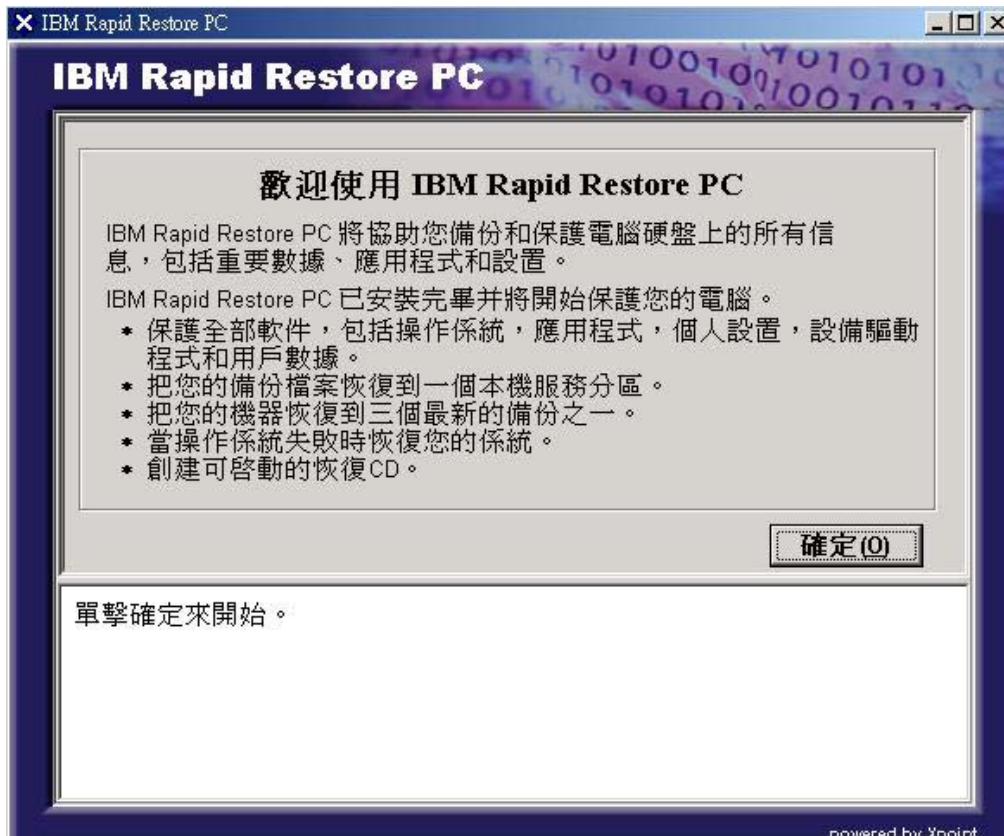 IBM Rapid Restore PC
IBM Rapid Restore PC
歡迎使用 IBM Rapid Restore PC
IBM Rapid Restore PC 將協助您備份和保護電腦硬盤上的所有信
息，包括重要數據、應用程式和設置。
IBM Rapid Restore PC 已安裝完畢并將開始保護您的電腦。
* 保護全部軟件，包括操作係統，應用程式，個人設置，設備驅動
程式和用戶數據。
* 把您的備份檔案恢復到一個本機服務分區。
* 把您的機器恢復到三個最新的備份之一。
* 當操作係統失敗時恢復您的係統。
* 創建可啓動的恢復CD。
確定(O)
單擊確定來開始。
powered by Xpoint